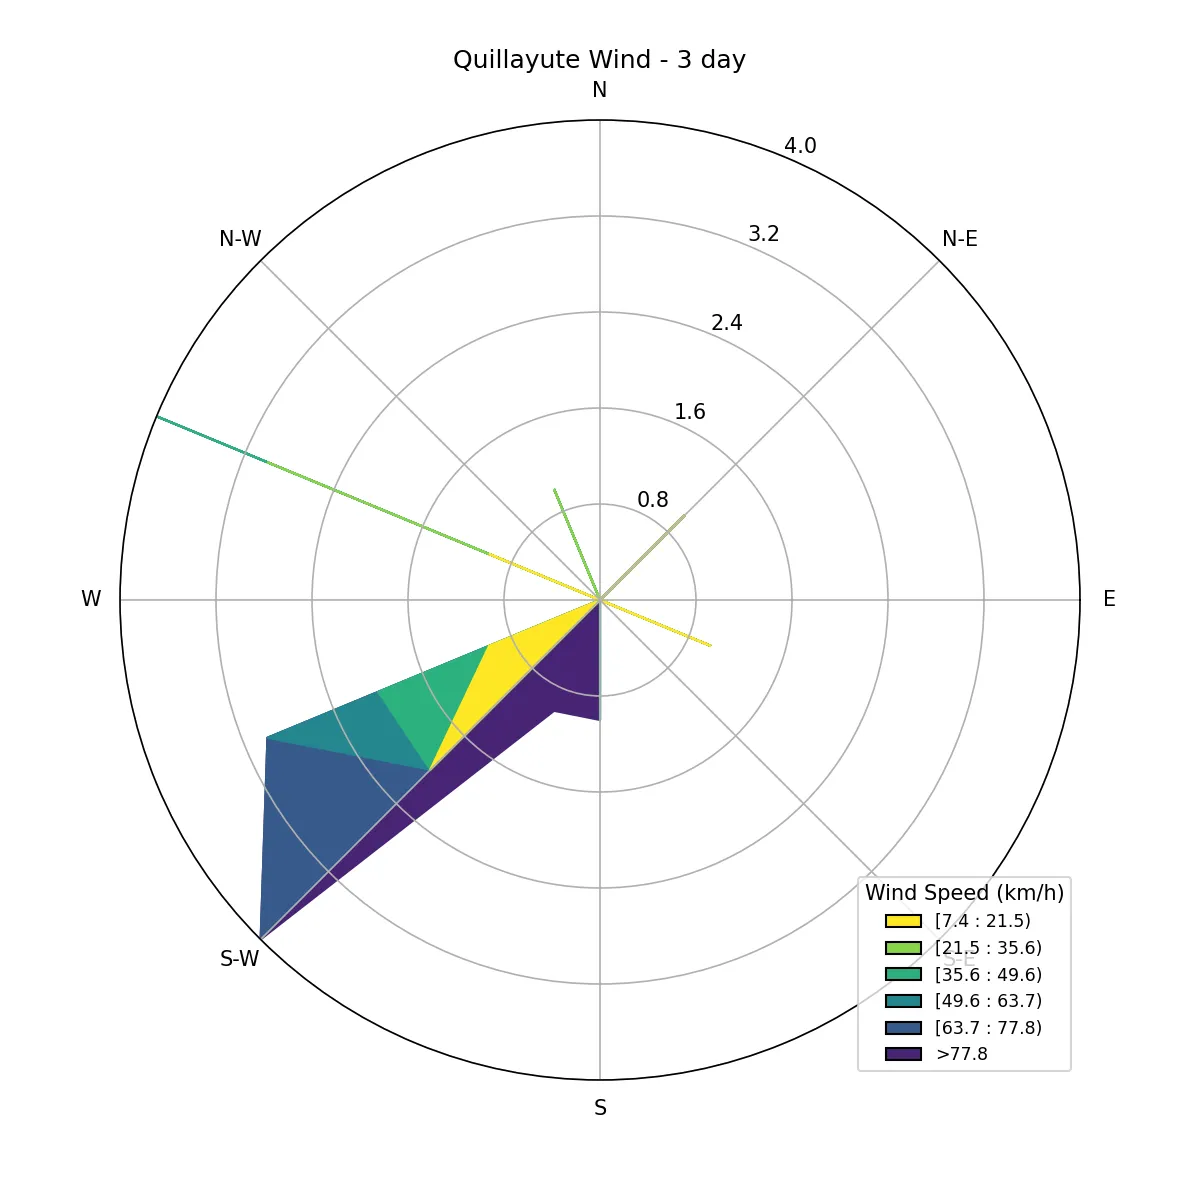 Quillayute Wind - 3 day
N
4.0
N-W
3.2
N-E
2.4
1.6
0.8
W
E
Wind Speed (km/h)
[7.4 : 21.5)
[21.5 : 35.6)
S-W
S-E
[35.6 : 49.6)
[49.6 : 63.7)
[63.7 : 77.8)
>77.8
S